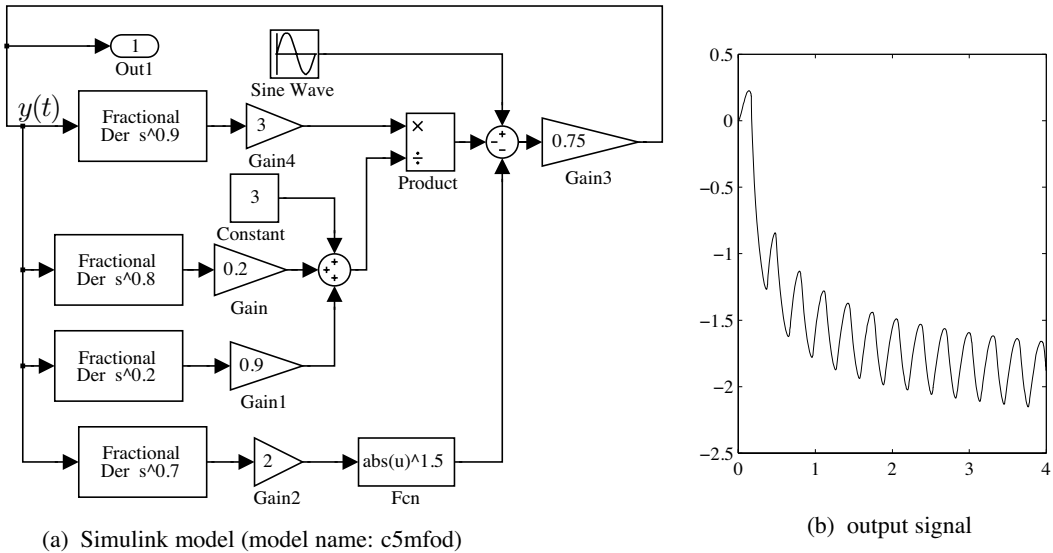 1
Out1
Sine Wave
y(t)
Fractional
Der s^0.9
3
Gain4
×
÷
Product
+
−
−
0.75
Gain3
3
Constant
Fractional
Der s^0.8
0.2
Gain
+
+
+
Fractional
Der s^0.2
0.9
Gain1
Fractional
Der s^0.7
2
Gain2
abs(u)^1.5
Fcn
(a) Simulink model (model name: c5mfod)
0.5
0
−0.5
−1
−1.5
−2
−2.5
0
1
2
3
4
(b) output signal